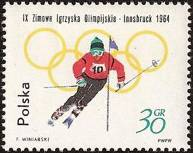 IX Zimowe Igrzyska Olimpijskie - Innsbruck 1964
10
Polska
30 GR
F. WINIARSKI
PWPW